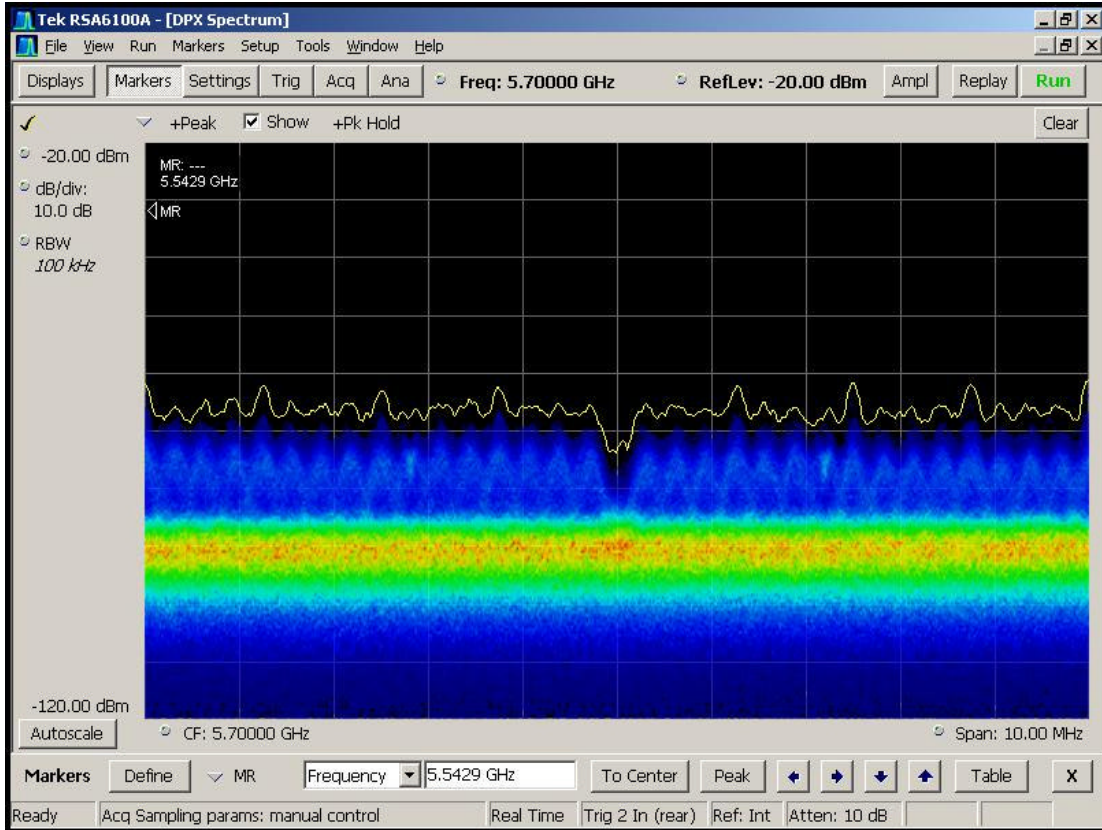 Tek RSA6100A - [DPX Spectrum]
File View Run Markers Setup Tools Window Help
Displays Markers Settings Trig Acq Ana Freq: 5.70000 GHz RefLev: -20.00 dBm Ampl Replay Run
+Peak Show +Pk Hold Clear
-20.00 dBm
dB/div:
10.0 dB
RBW
100 kHz
MR: ---
5.5429 GHz
MR
-120.00 dBm
Autoscale CF: 5.70000 GHz Span: 10.00 MHz
Markers Define MR Frequency 5.5429 GHz To Center Peak Table X
Ready Acq Sampling params: manual control Real Time Trig 2 In (rear) Ref: Int Atten: 10 dB